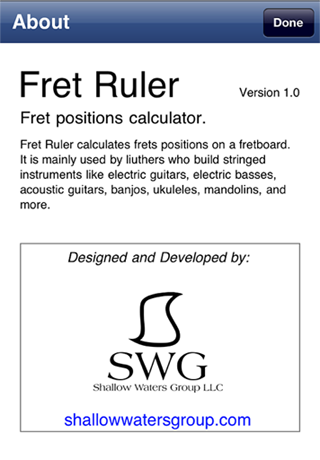 About
Done
Fret Ruler
Version 1.0
Fret positions calculator.
Fret Ruler calculates frets positions on a fretboard.
It is mainly used by liuthers who build stringed
instruments like electric guitars, electric basses,
acoustic guitars, banjos, ukuleles, mandolins, and
more.
Designed and Developed by:
SWG
Shallow Waters Group LLC
shallowwatersgroup.com